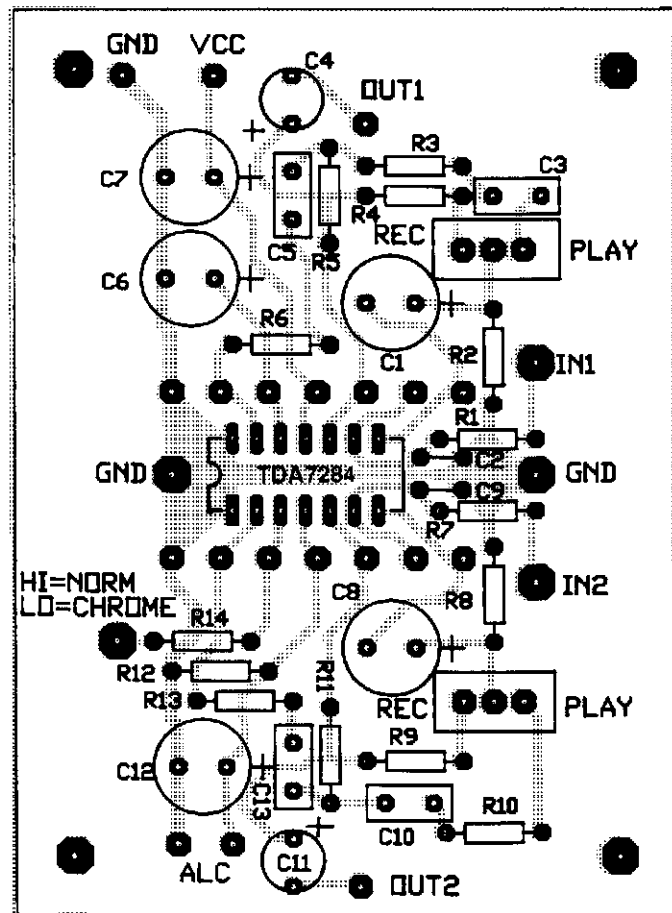 GND VCC C4
OUT1
R3
C7 C3
R4
C5 REC PLAY
R5
C6
R6 R2
C1 IN1
R1
C2
GND TDA7284 GND
C9
R7
HI=NORM C8 R8 IN2
LO=CHROME
R14
R12 R11
R13 REC PLAY
R9
C12
C13
C10 R10
ALC C11 OUT2